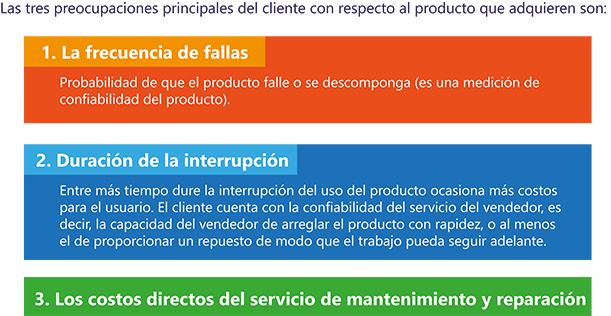 Las tres preocupaciones principales del cliente con respecto al producto que adquieren son:
1. La frecuencia de fallas
Probabilidad de que el producto falle o se descomponga (es una medición de
confiabilidad del producto).
2. Duración de la interrupción
Entre más tiempo dure la interrupción del uso del producto ocasiona más costos
para el usuario. El cliente cuenta con la confiabilidad del servicio del vendedor, es
decir, la capacidad del vendedor de arreglar el producto con rapidez, o al menos
el de proporcionar un repuesto de modo que el trabajo pueda seguir adelante.
3. Los costos directos del servicio de mantenimiento y reparación